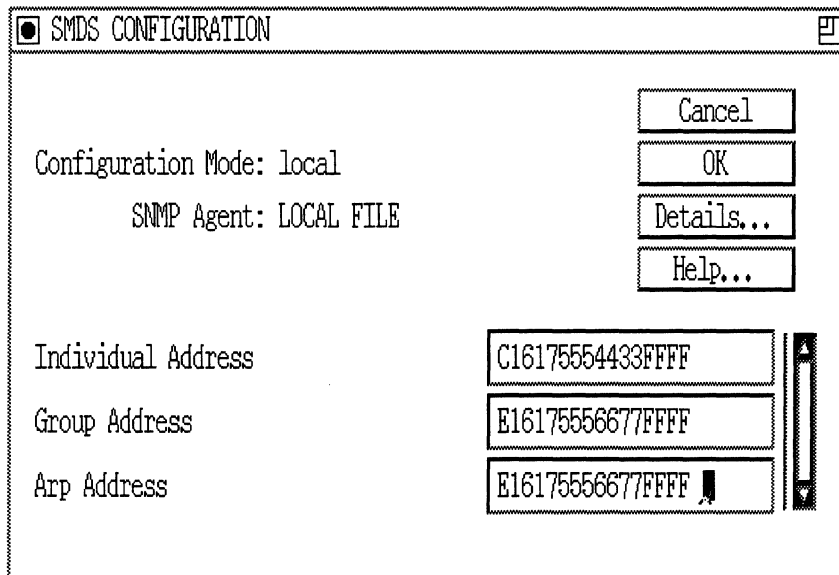 SMDS CONFIGURATION
Cancel
Configuration Mode: local
OK
SNMP Agent: LOCAL FILE
Details...
Help...
Individual Address
C16175554433FFFF
Group Address
E16175556677FFFF
Arp Address
E16175556677FFFF